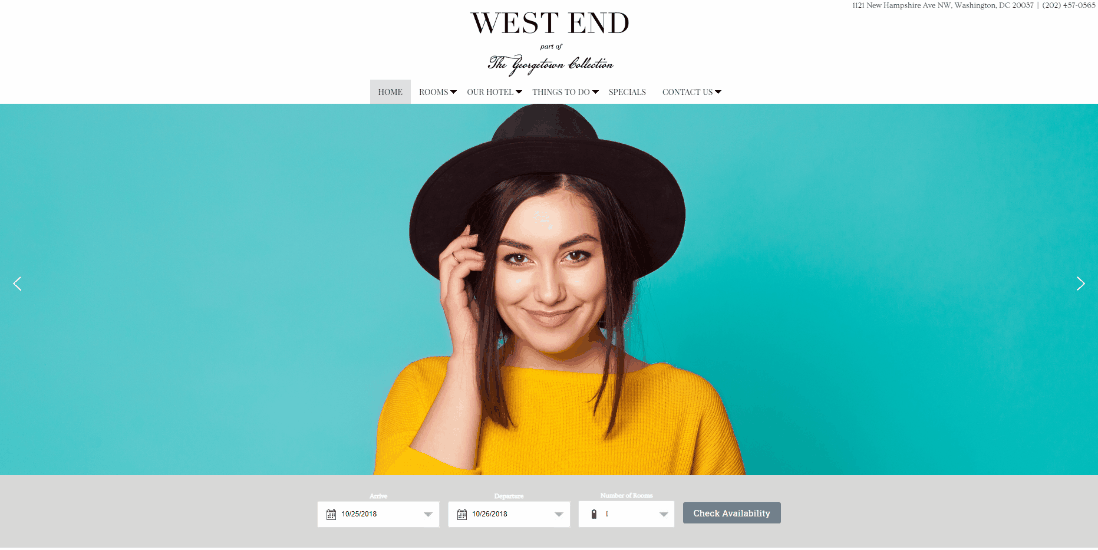 1121 New Hampshire Ave NW, Washington, DC 20037 | (202) 457-0565
WEST END
part of
The Georgetown Collection
HOME ROOMS OUR HOTEL THINGS TO DO SPECIALS CONTACT US
Arrive Departure Number of Rooms
10/25/2018 10/26/2018 1
Check Availability